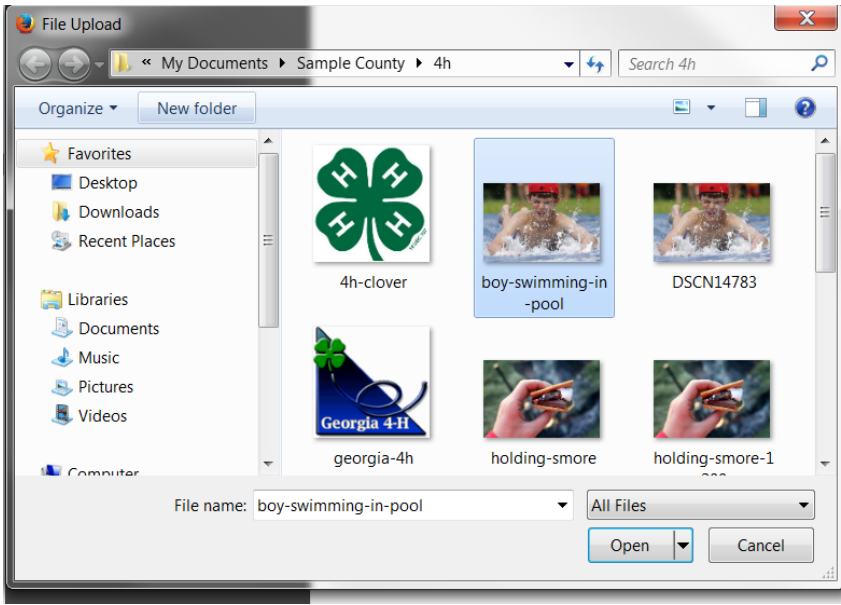 File Upload
« My Documents Sample County 4h
Search 4h
Organize
New folder
Favorites
Desktop
Downloads
Recent Places
Libraries
Documents
Music
Pictures
Videos
Computer
H H
H H
4h-clover
boy-swimming-in
-pool
DSCN14783
Georgia 4-H
georgia-4h
holding-smore
holding-smore-1
File name:
boy-swimming-in-pool
All Files
Open
Cancel